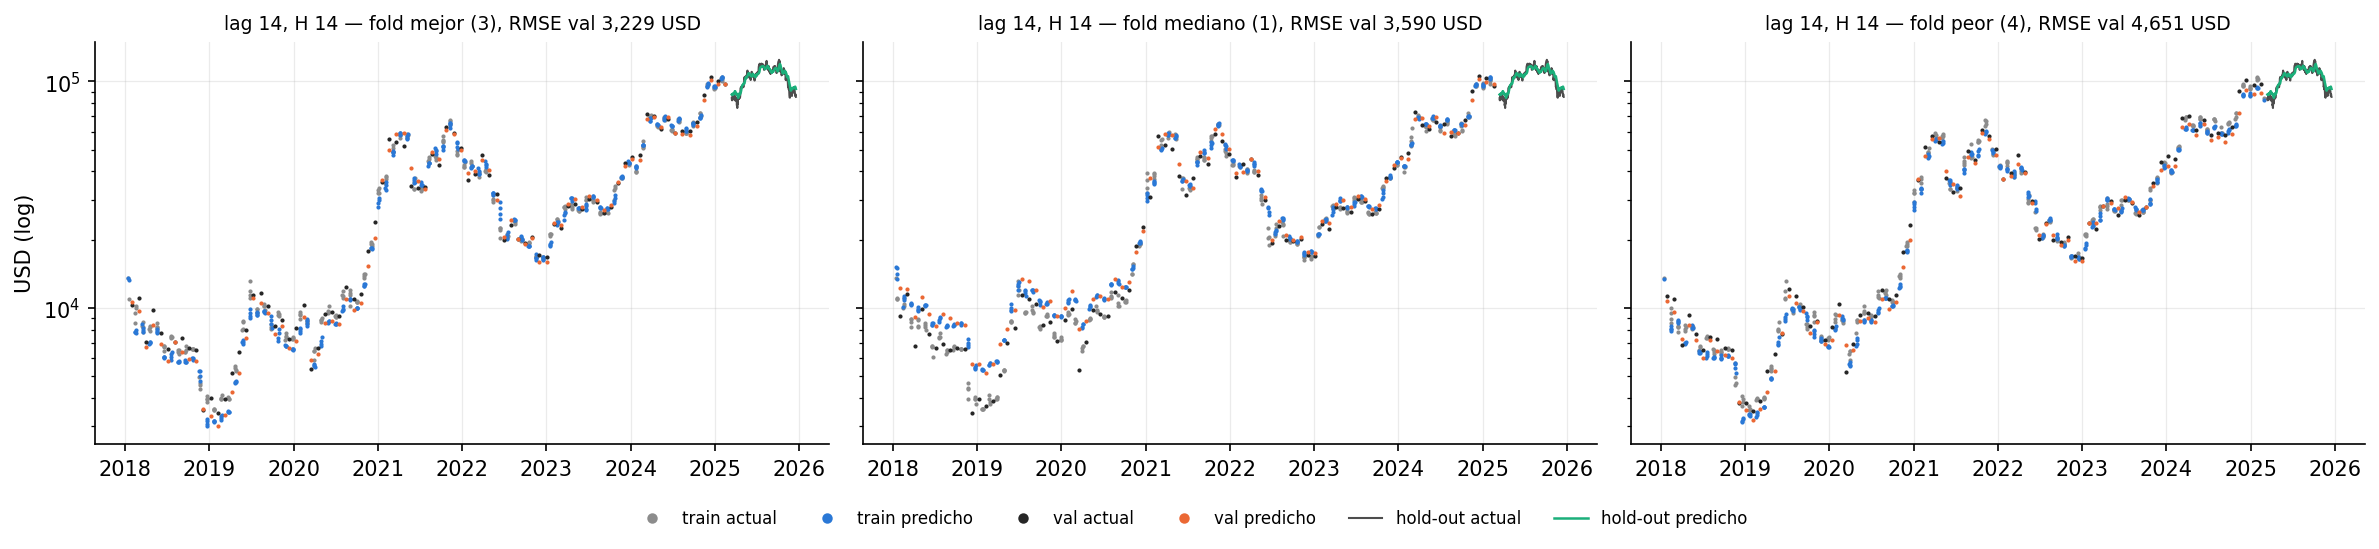 lag 14, H 14 — fold mejor (3), RMSE val 3,229 USD
lag 14, H 14 — fold mediano (1), RMSE val 3,590 USD
lag 14, H 14 — fold peor (4), RMSE val 4,651 USD
USD (log)
10⁵
10⁴
2018 2019 2020 2021 2022 2023 2024 2025 2026
2018 2019 2020 2021 2022 2023 2024 2025 2026
2018 2019 2020 2021 2022 2023 2024 2025 2026
train actual train predicho val actual val predicho hold-out actual hold-out predicho